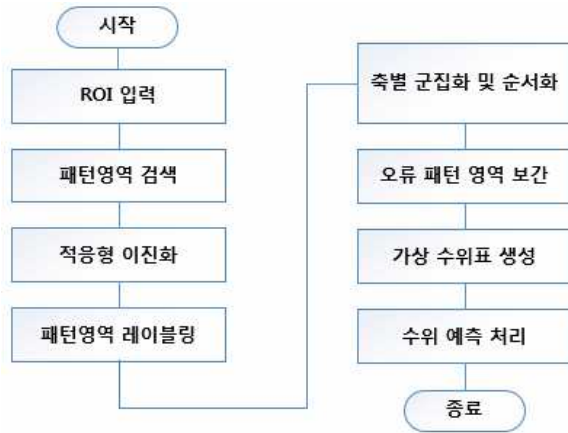 시작
ROI 입력
패턴영역 검색
적응형 이진화
패턴영역 레이블링
축별 군집화 및 순서화
오류 패턴 영역 보간
가상 수위표 생성
수위 예측 처리
종료